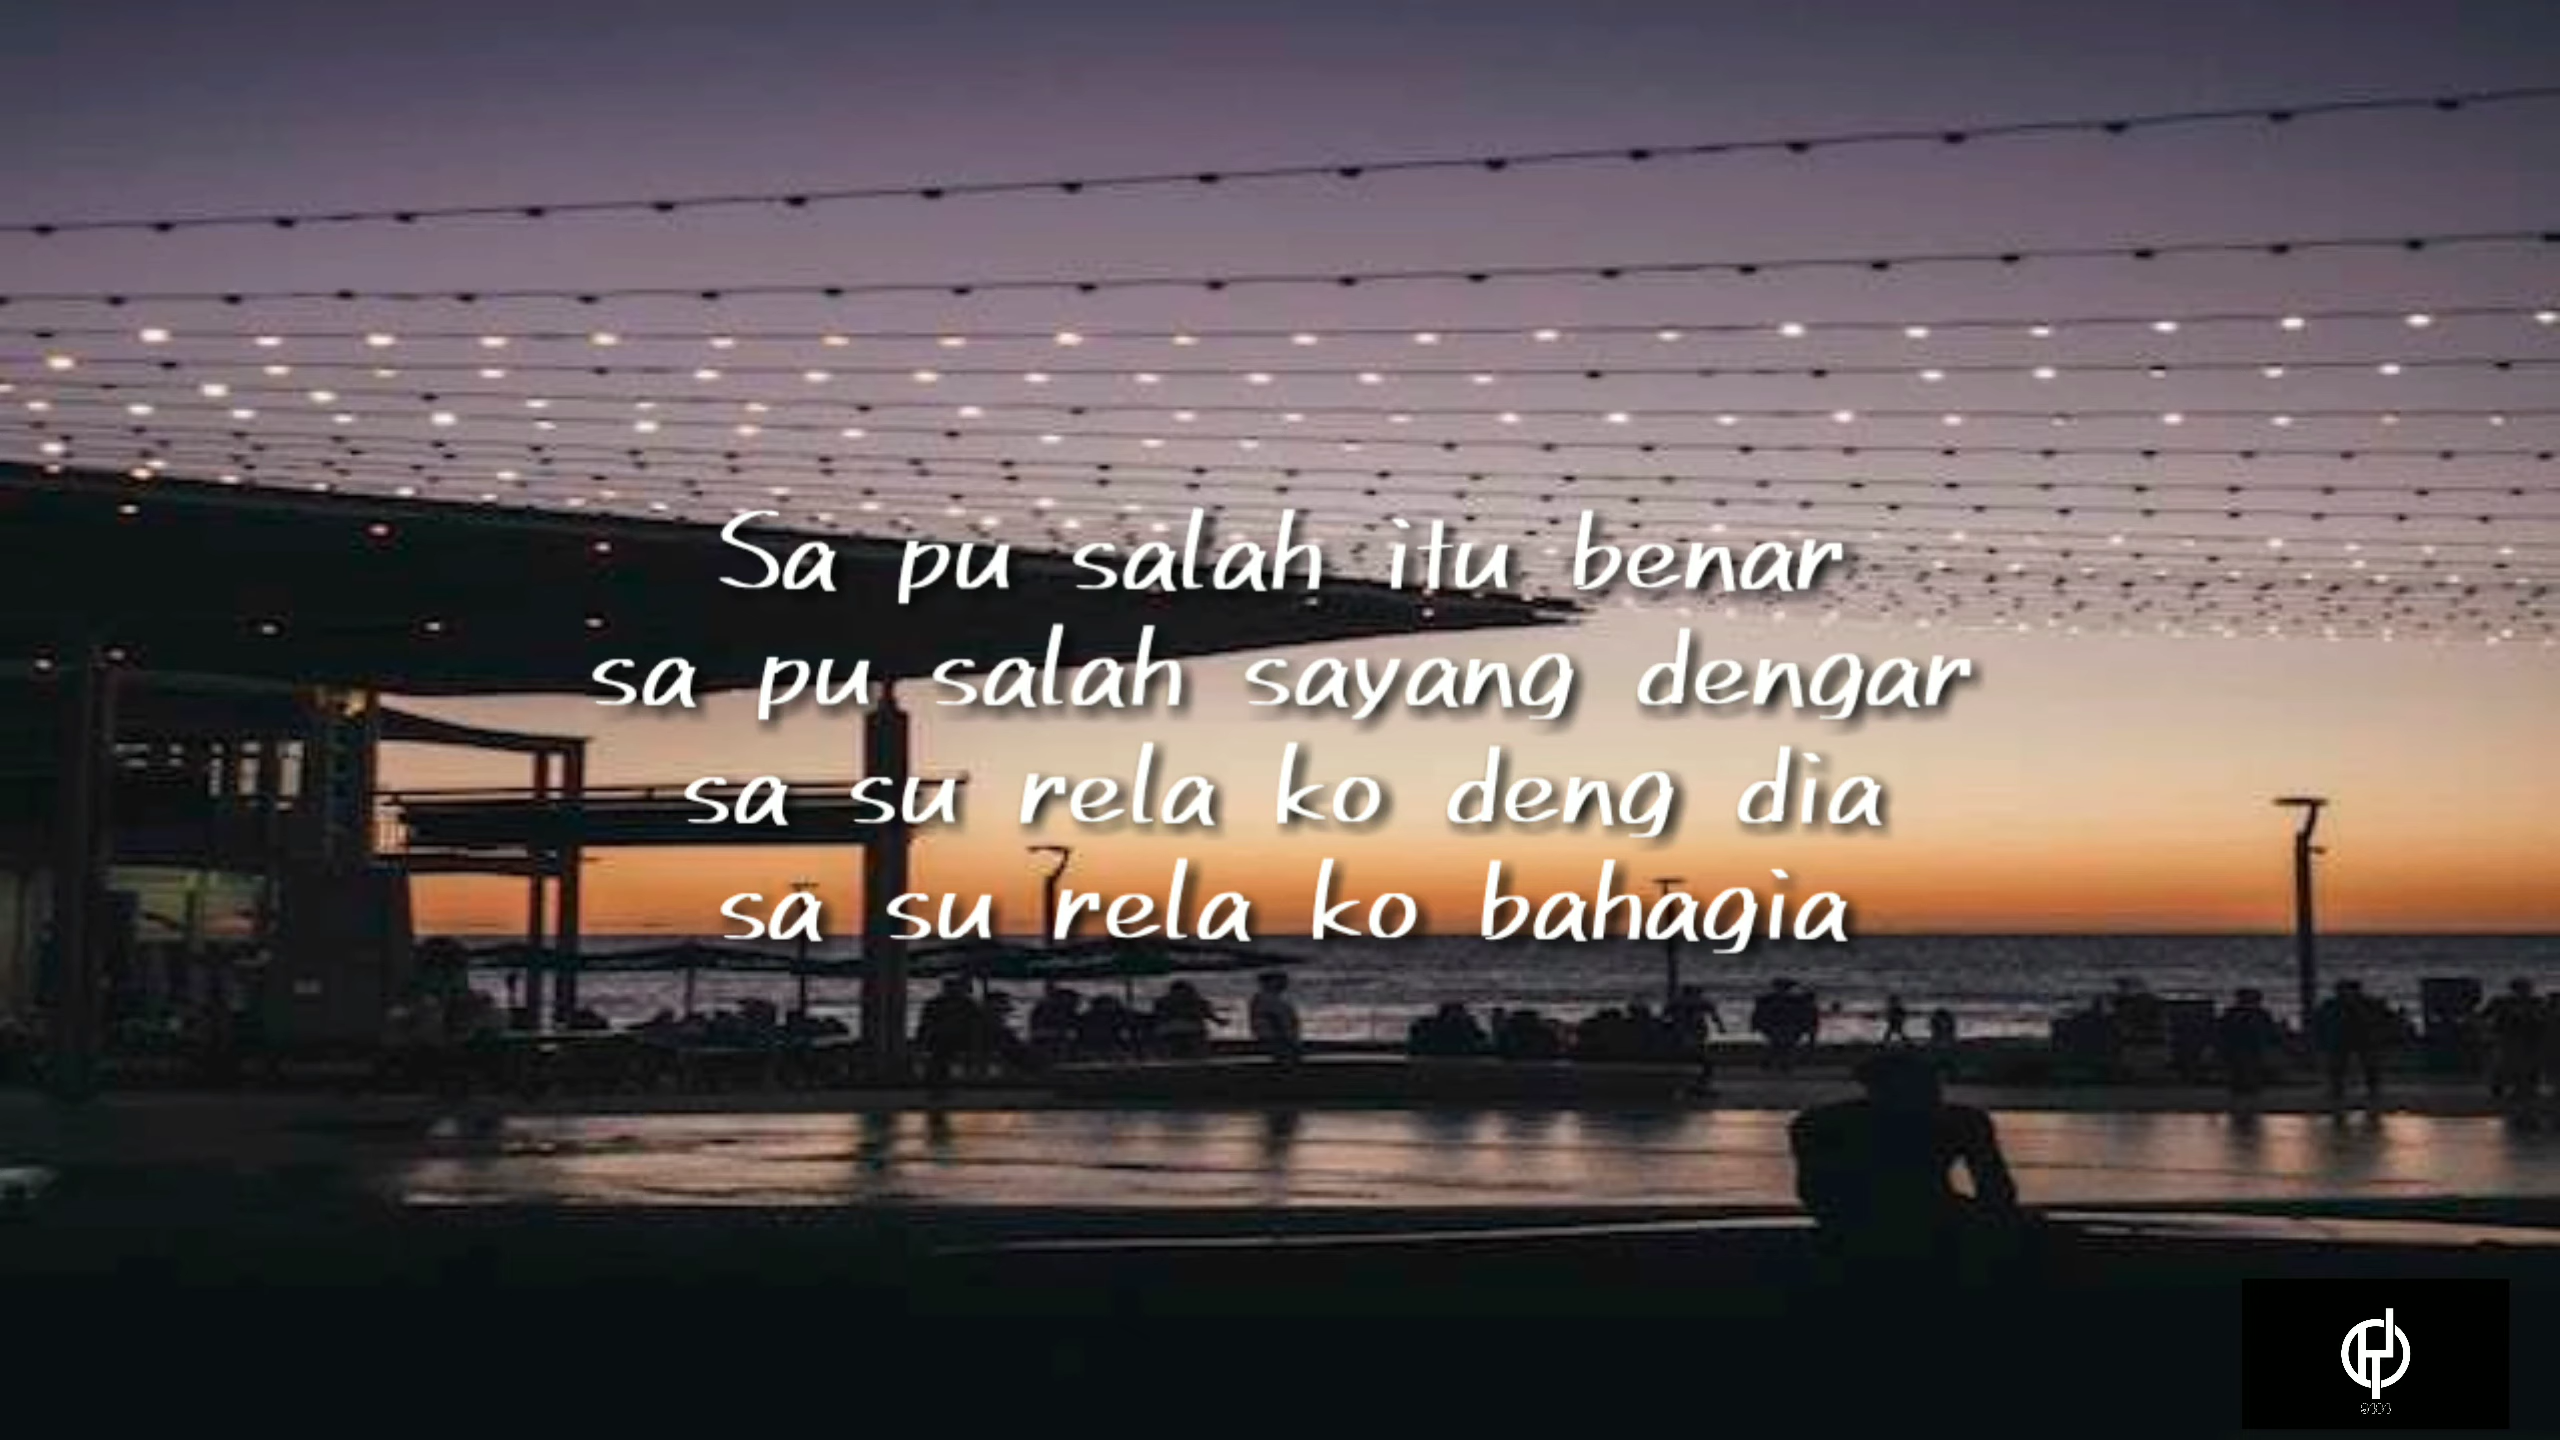 Sa pu salah itu benar
sa pu salah sayang dengar
sa su rela ko deng dia
sa su rela ko bahagia